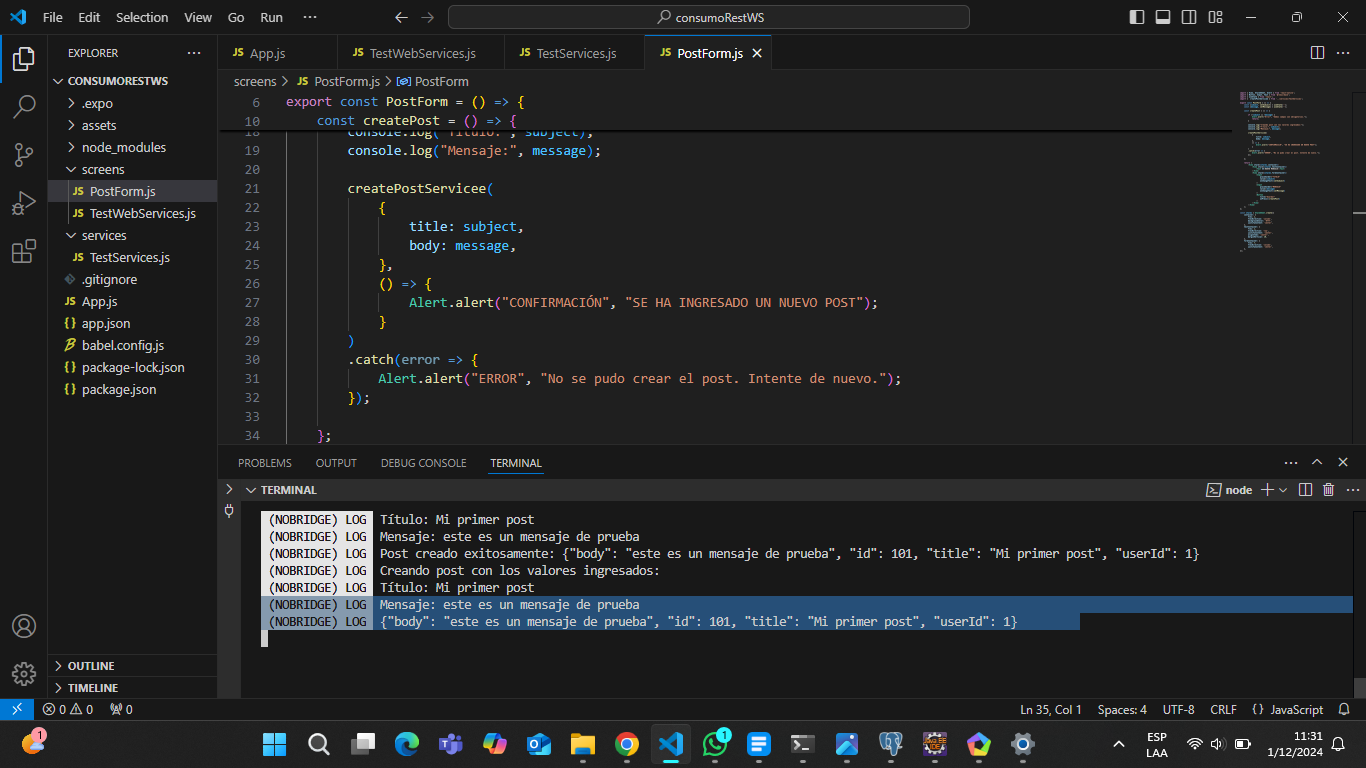 File Edit Selection View Go Run ···
consumoRestWS
EXPLORER ···
CONSUMORESTWS
.expo
assets
node_modules
screens
JS PostForm.js
JS TestWebServices.js
services
JS TestServices.js
.gitignore
JS App.js
{} app.json
babel.config.js
{} package-lock.json
{} package.json
OUTLINE
TIMELINE
JS App.js JS TestWebServices.js JS TestServices.js JS PostForm.js
screens > JS PostForm.js > PostForm
6 export const PostForm = () => {
10 const createPost = () => {
18 console.log("Título:", subject);
19 console.log("Mensaje:", message);
20
21 createPostServicee(
22 {
23 title: subject,
24 body: message,
25 },
26 () => {
27 Alert.alert("CONFIRMACIÓN", "SE HA INGRESADO UN NUEVO POST");
28 }
29 )
30 .catch(error => {
31 Alert.alert("ERROR", "No se pudo crear el post. Intente de nuevo.");
32 });
33
34 };
PROBLEMS OUTPUT DEBUG CONSOLE TERMINAL ···
TERMINAL node ···
(NOBRIDGE) LOG Título: Mi primer post
(NOBRIDGE) LOG Mensaje: este es un mensaje de prueba
(NOBRIDGE) LOG Post creado exitosamente: {"body": "este es un mensaje de prueba", "id": 101, "title": "Mi primer post", "userId": 1}
(NOBRIDGE) LOG Creando post con los valores ingresados:
(NOBRIDGE) LOG Título: Mi primer post
(NOBRIDGE) LOG Mensaje: este es un mensaje de prueba
(NOBRIDGE) LOG {"body": "este es un mensaje de prueba", "id": 101, "title": "Mi primer post", "userId": 1}
0 0 0 Ln 35, Col 1 Spaces: 4 UTF-8 CRLF {} JavaScript
1 1 ESP 11:31
LAA 1/12/2024